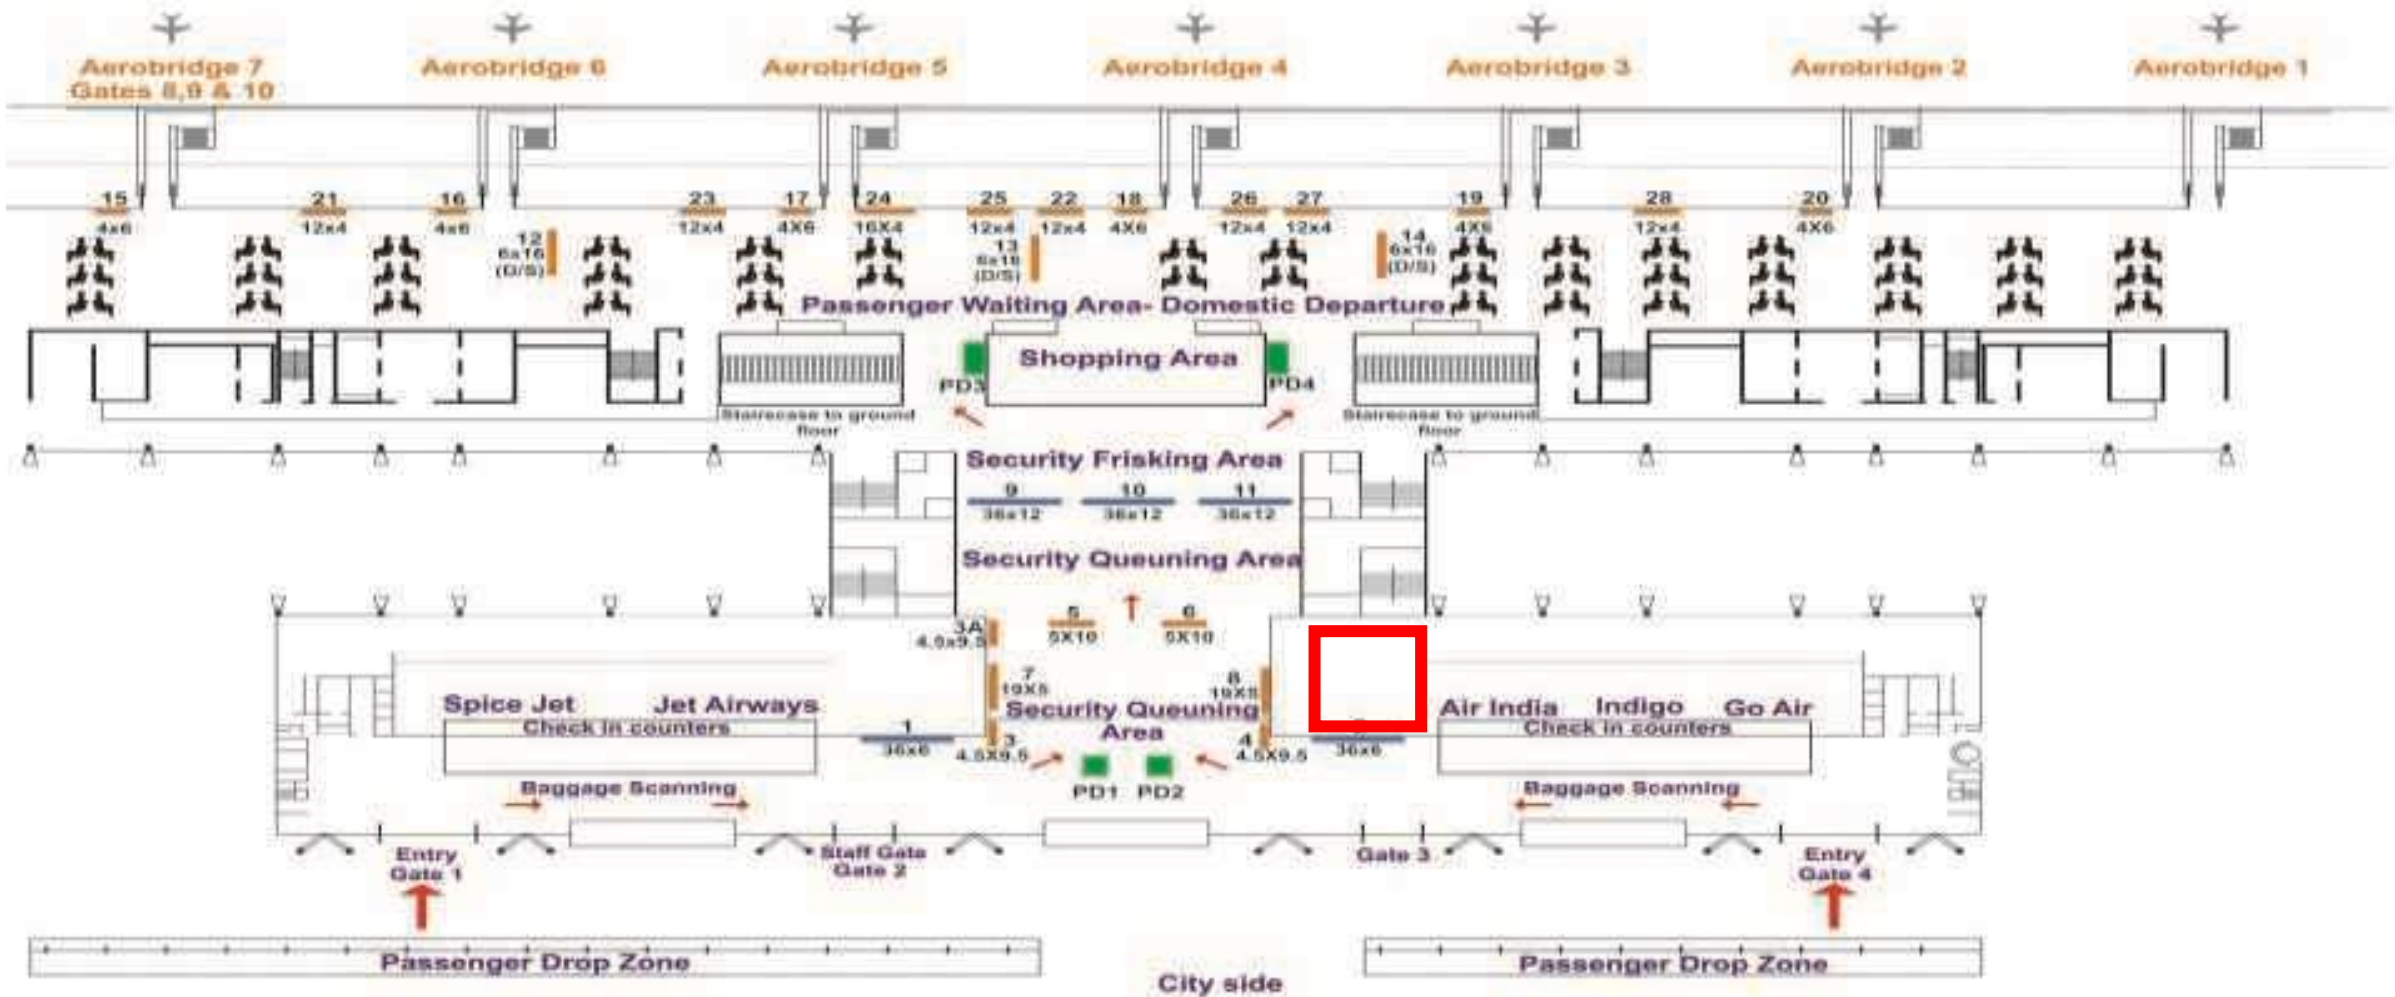 Aerobridge 7
Gates 8,9 & 10
Aerobridge 6
Aerobridge 5
Aerobridge 4
Aerobridge 3
Aerobridge 2
Aerobridge 1
15
4x6
21
12x4
16
4x6
12
6x16
(D/S)
23
12x4
17
4X6
24
16X4
25
12x4
13
6x16
(D/S)
22
12x4
18
4X6
26
12x4
27
12x4
14
6x16
(D/S)
19
4X6
28
12x4
20
4X6
Passenger Waiting Area- Domestic Departure
Shopping Area
PD3
PD4
Stairecase to ground
floor
Stairecase to ground
floor
Security Frisking Area
9
36x12
10
36x12
11
36x12
Security Queuning Area
3A
4.5x9.5
5
5X10
6
5X10
7
19X5
8
19X5
Security Queuning
Area
Spice Jet
Jet Airways
Check in counters
1
36x6
3
4.5X9.5
4
4.5X9.5
36x6
Air India
Indigo
Go Air
Check in counters
PD1
PD2
Baggage Scanning
Baggage Scanning
Entry
Gate 1
Staff Gate
Gate 2
Gate 3
Entry
Gate 4
Passenger Drop Zone
City side
Passenger Drop Zone